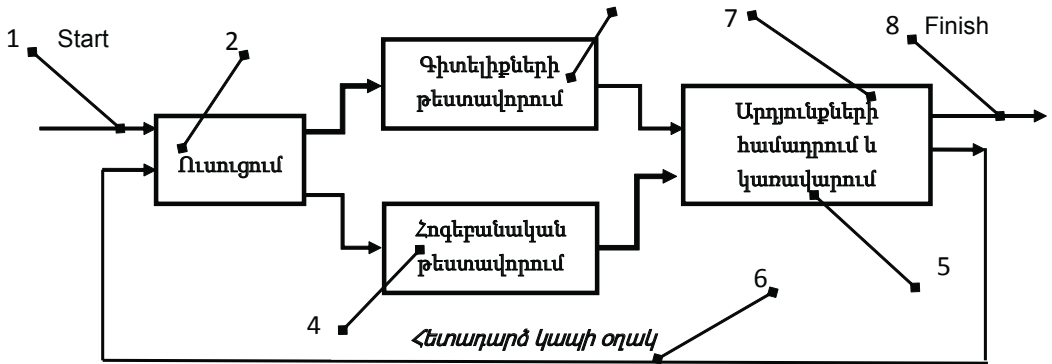 1 Start
2
7
8 Finish
Գիտելիքների
թեստավորում
Արդյունքների
համադրում և
կառավարում
Ուսուցում
Հոգեբանական
թեստավորում
4
5
6
Հետադարձ կապի օղակ